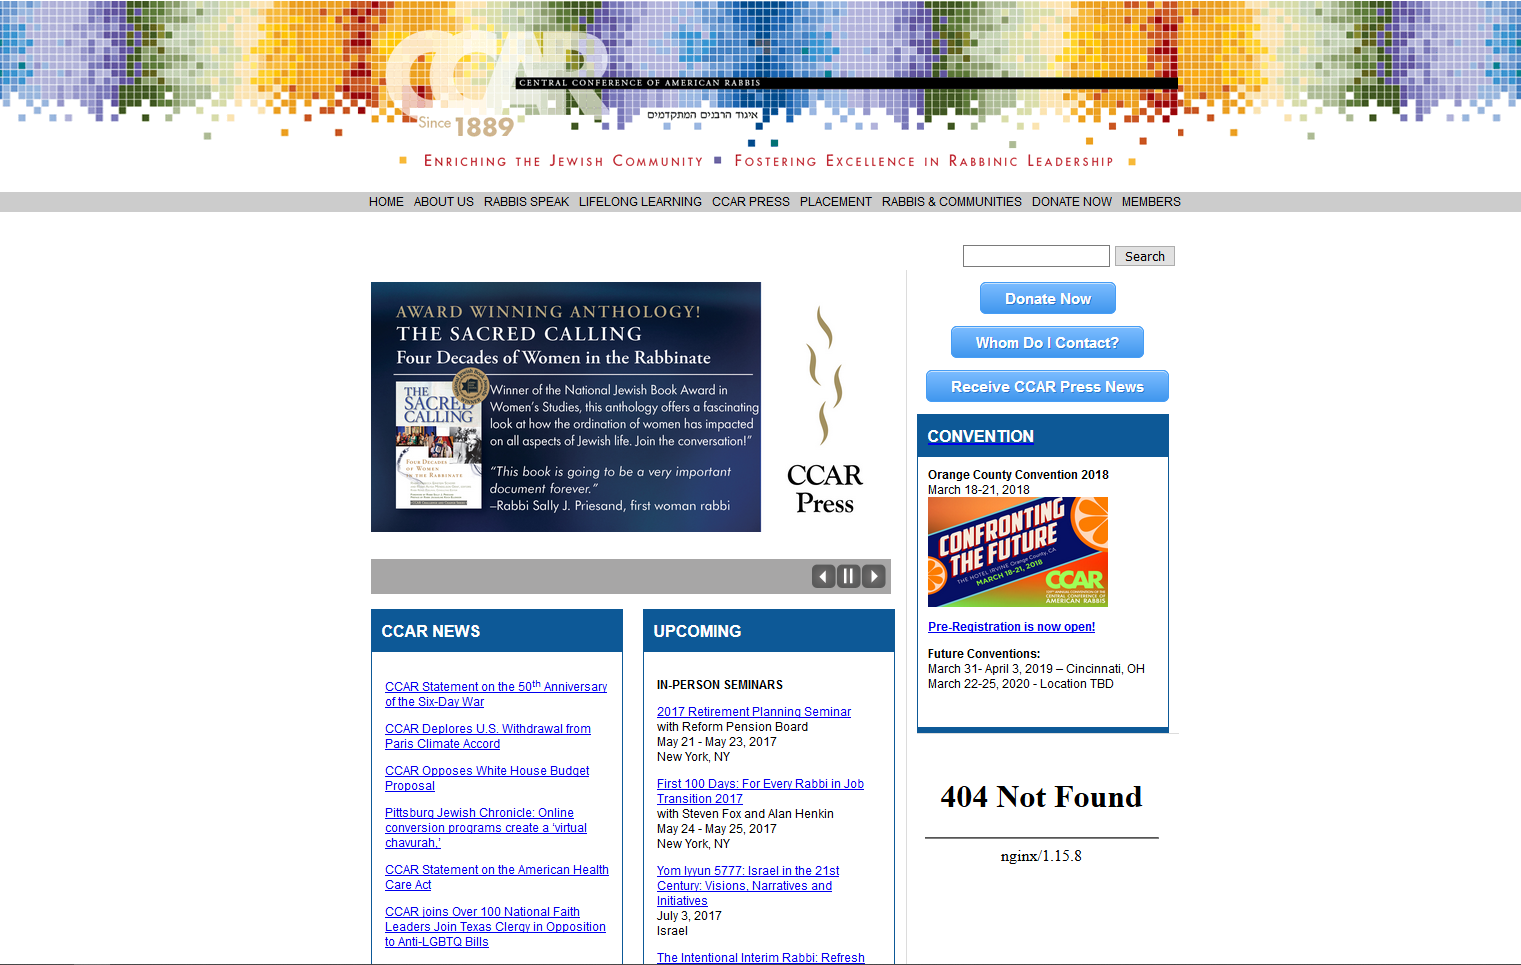 CCAR
CENTRAL CONFERENCE OF AMERICAN RABBIS
Since 1889
איגוד הרבנים המתקדמים
ENRICHING THE JEWISH COMMUNITY FOSTERING EXCELLENCE IN RABBINIC LEADERSHIP
HOME ABOUT US RABBIS SPEAK LIFELONG LEARNING CCAR PRESS PLACEMENT RABBIS & COMMUNITIES DONATE NOW MEMBERS
Search
AWARD WINNING ANTHOLOGY!
THE SACRED CALLING
Four Decades of Women in the Rabbinate
THE
SACRED
CALLING
FOUR DECADES
OF WOMEN
IN THE RABBINATE
Winner of the National Jewish Book Award in
Women's Studies, this anthology offers a fascinating
look at how the ordination of women has impacted
on all aspects of Jewish life. Join the conversation!"
"This book is going to be a very important
document forever."
–Rabbi Sally J. Priesand, first woman rabbi
CCAR
Press
CCAR NEWS
CCAR Statement on the 50th Anniversary
of the Six-Day War
CCAR Deplores U.S. Withdrawal from
Paris Climate Accord
CCAR Opposes White House Budget
Proposal
Pittsburg Jewish Chronicle: Online
conversion programs create a ‘virtual
chavurah,’
CCAR Statement on the American Health
Care Act
CCAR joins Over 100 National Faith
Leaders Join Texas Clergy in Opposition
to Anti-LGBTQ Bills
UPCOMING
IN-PERSON SEMINARS
2017 Retirement Planning Seminar
with Reform Pension Board
May 21 - May 23, 2017
New York, NY
First 100 Days: For Every Rabbi in Job
Transition 2017
with Steven Fox and Alan Henkin
May 24 - May 25, 2017
New York, NY
Yom Iyyun 5777: Israel in the 21st
Century: Visions, Narratives and
Initiatives
July 3, 2017
Israel
The Intentional Interim Rabbi: Refresh
Donate Now
Whom Do I Contact?
Receive CCAR Press News
CONVENTION
Orange County Convention 2018
March 18-21, 2018
CONFRONTING
THE FUTURE
THE HOTEL IRVINE Orange County, CA
MARCH 18-21, 2018
CCAR
129TH ANNUAL CONVENTION OF THE
CENTRAL CONFERENCE OF
AMERICAN RABBIS
Pre-Registration is now open!
Future Conventions:
March 31- April 3, 2019 – Cincinnati, OH
March 22-25, 2020 - Location TBD
404 Not Found
nginx/1.15.8